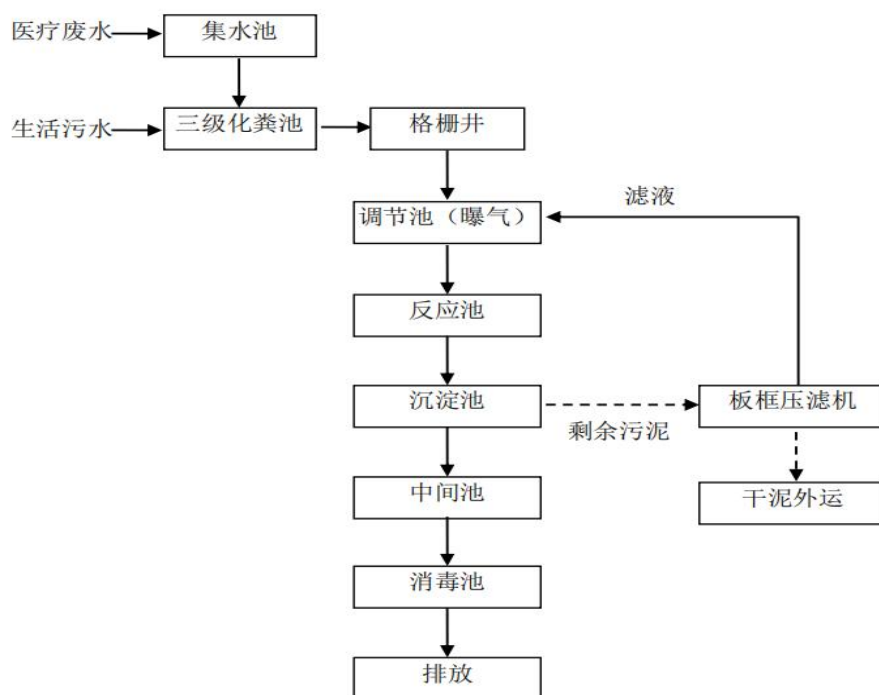 医疗废水
集水池
生活污水
三级化粪池
格栅井
调节池（曝气）
滤液
反应池
沉淀池
剩余污泥
板框压滤机
中间池
干泥外运
消毒池
排放